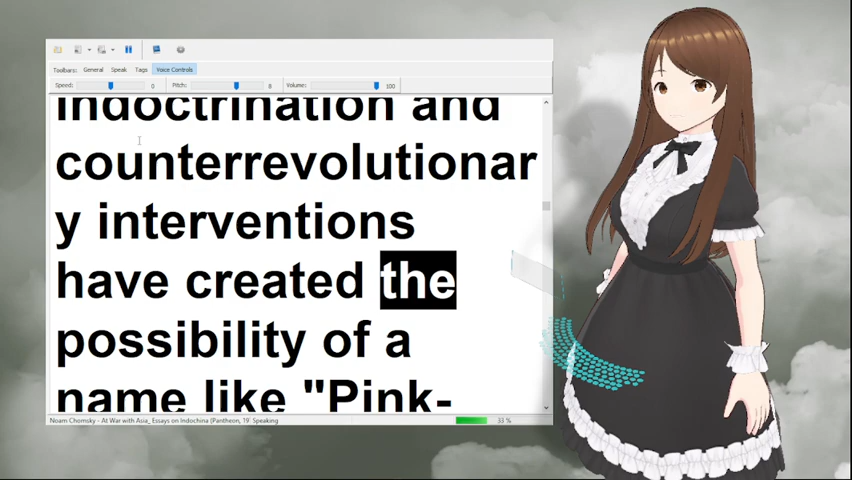 Toolbars: General Speak Tags Voice Controls
Speed: 0 Pitch: 8 Volume: 100
indoctrination and
counterrevolutionar
y interventions
have created the
possibility of a
name like "Pink-
Noam Chomsky - At War with Asia_ Essays on Indochina (Pantheon, 19 Speaking 33 %